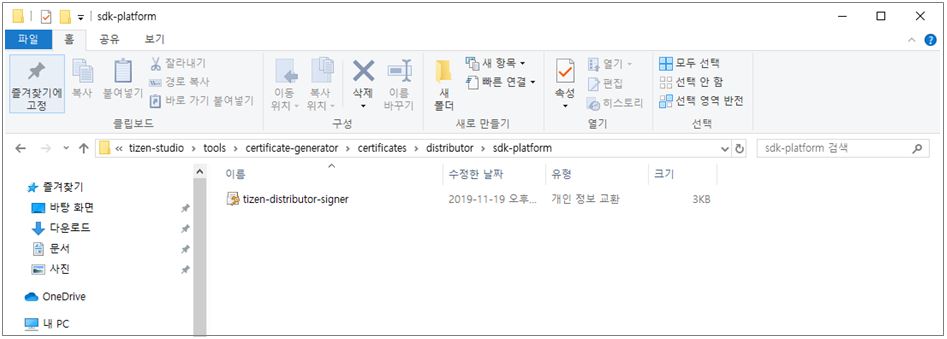 sdk-platform
파일 홈 공유 보기
즐겨찾기에 고정
복사
붙여넣기
잘라내기
경로 복사
바로 가기 붙여넣기
클립보드
이동 위치
복사 위치
삭제
이름 바꾸기
구성
새 폴더
새 항목
빠른 연결
새로 만들기
속성
열기
편집
히스토리
열기
모두 선택
선택 안 함
선택 영역 반전
선택
« tizen-studio › tools › certificate-generator › certificates › distributor › sdk-platform
sdk-platform 검색
이름 수정한 날짜 유형 크기
tizen-distributor-signer 2019-11-19 오후... 개인 정보 교환 3KB
즐겨찾기
바탕 화면
다운로드
문서
사진
OneDrive
내 PC